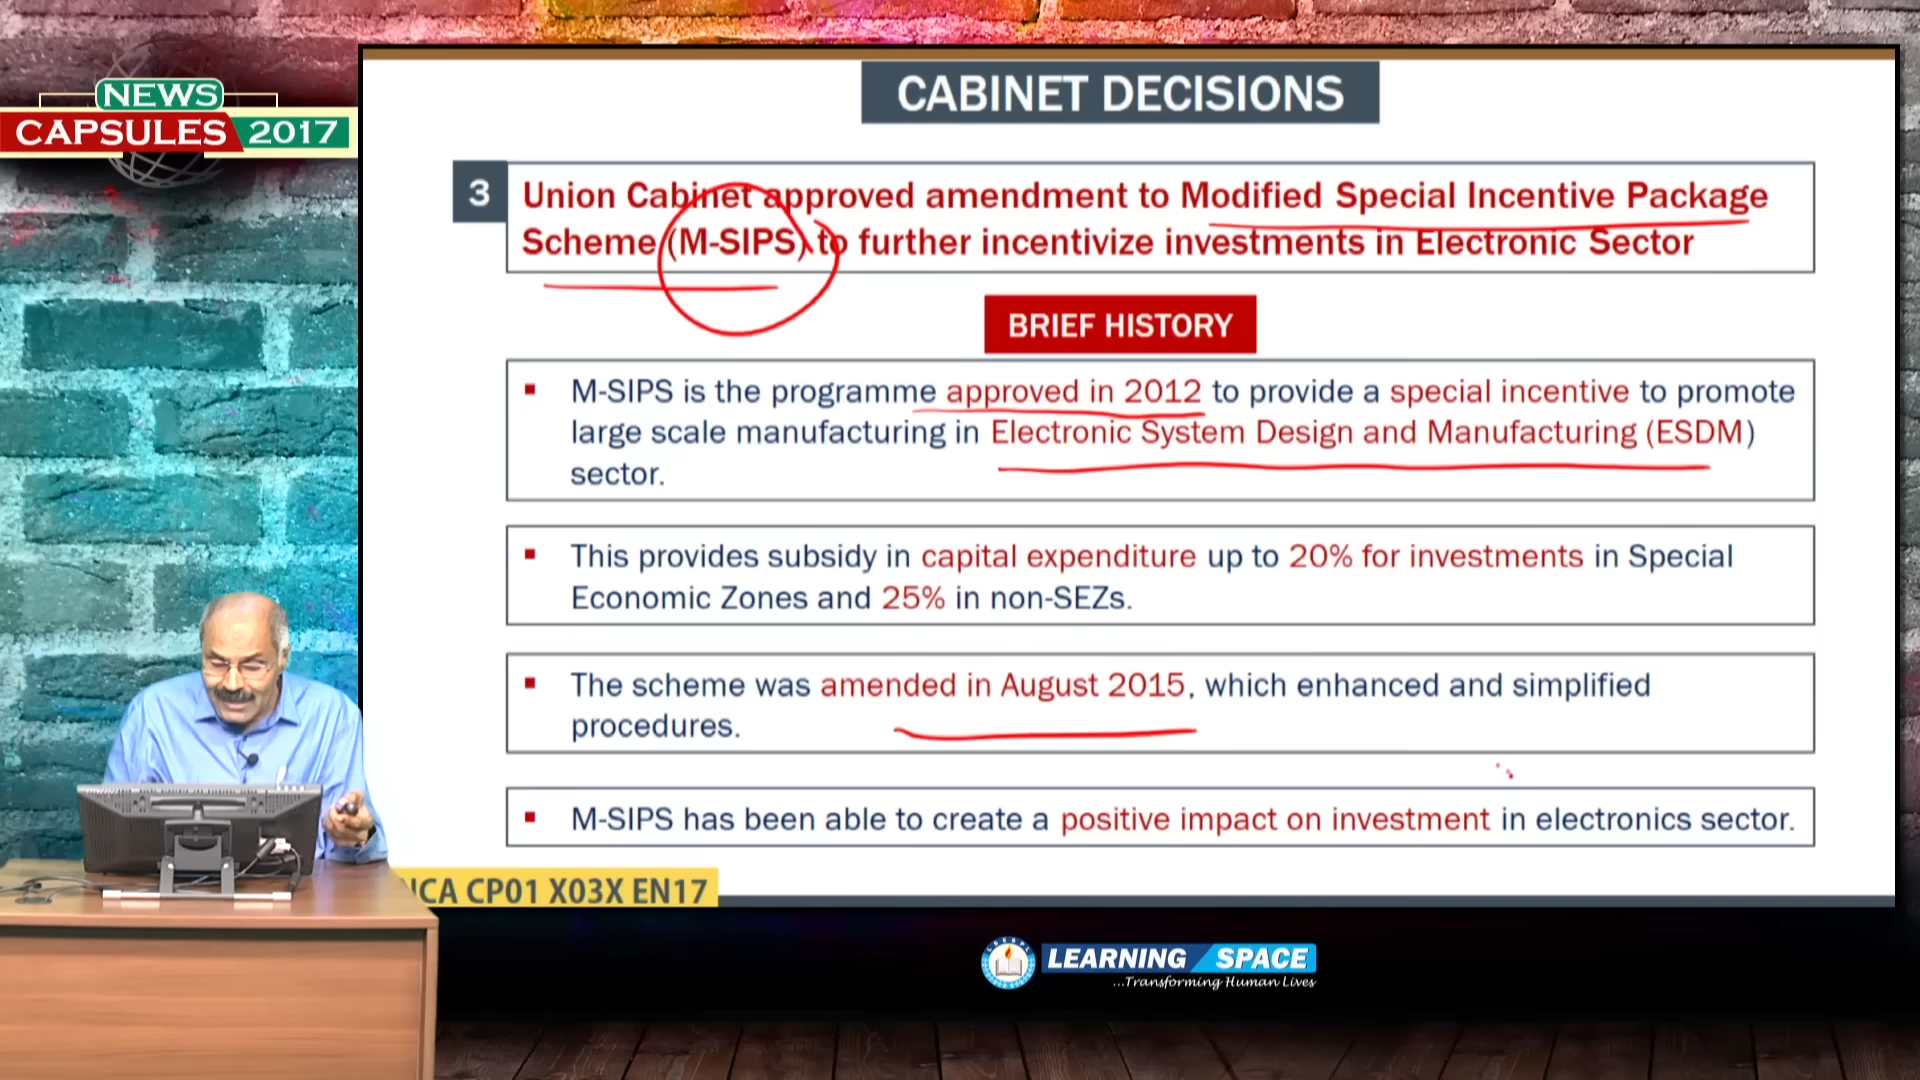 NEWS
CAPSULES 2017
CABINET DECISIONS
3
Union Cabinet approved amendment to Modified Special Incentive Package
Scheme (M-SIPS) to further incentivize investments in Electronic Sector
BRIEF HISTORY
▪ M-SIPS is the programme approved in 2012 to provide a special incentive to promote
large scale manufacturing in Electronic System Design and Manufacturing (ESDM)
sector.
▪ This provides subsidy in capital expenditure up to 20% for investments in Special
Economic Zones and 25% in non-SEZs.
▪ The scheme was amended in August 2015, which enhanced and simplified
procedures.
▪ M-SIPS has been able to create a positive impact on investment in electronics sector.
CA CP01 X03X EN17
LEARNING SPACE
...Transforming Human Lives